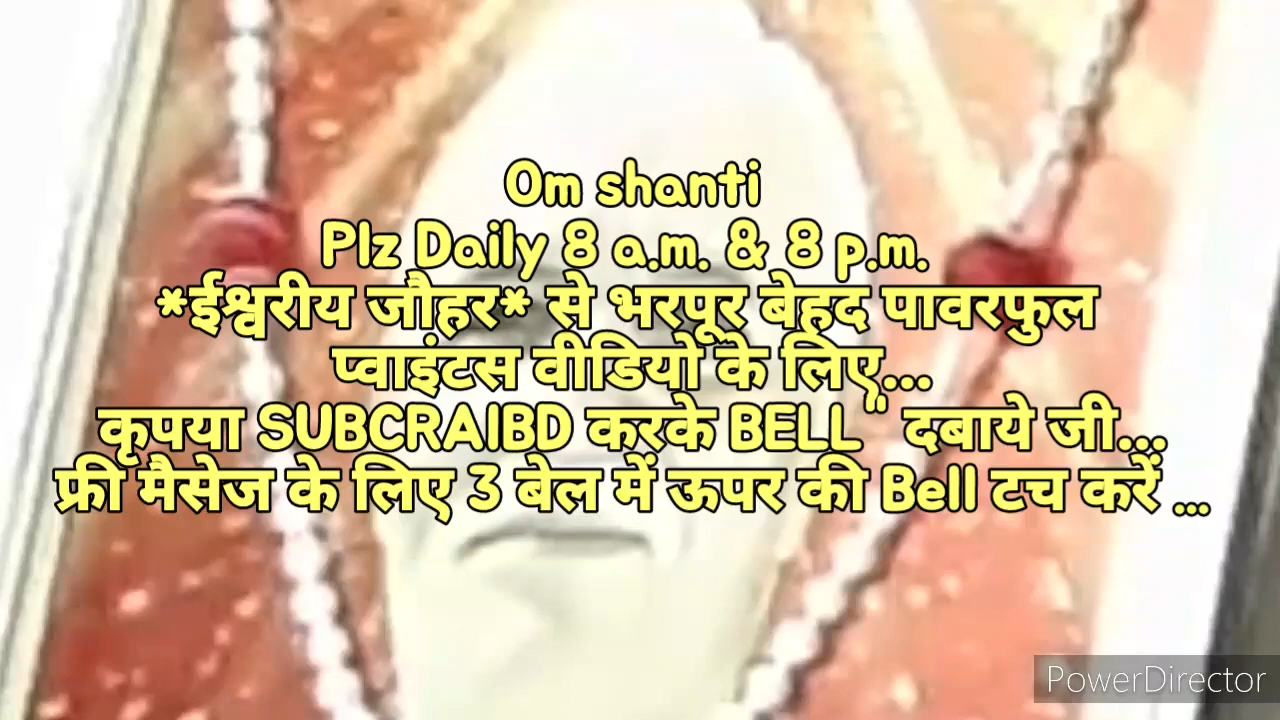 Om shanti
Plz Daily 8 a.m. & 8 p.m.
*ईश्वरीय जौहर* से भरपूर बेहद पावरफुल
प्वाइंटस वीडियो के लिए...
कृपया SUBCRAIBD करके BELL" दबाये जी...
फ्री मैसेज के लिए 3 बेल में ऊपर की Bell टच करें ...
PowerDirector